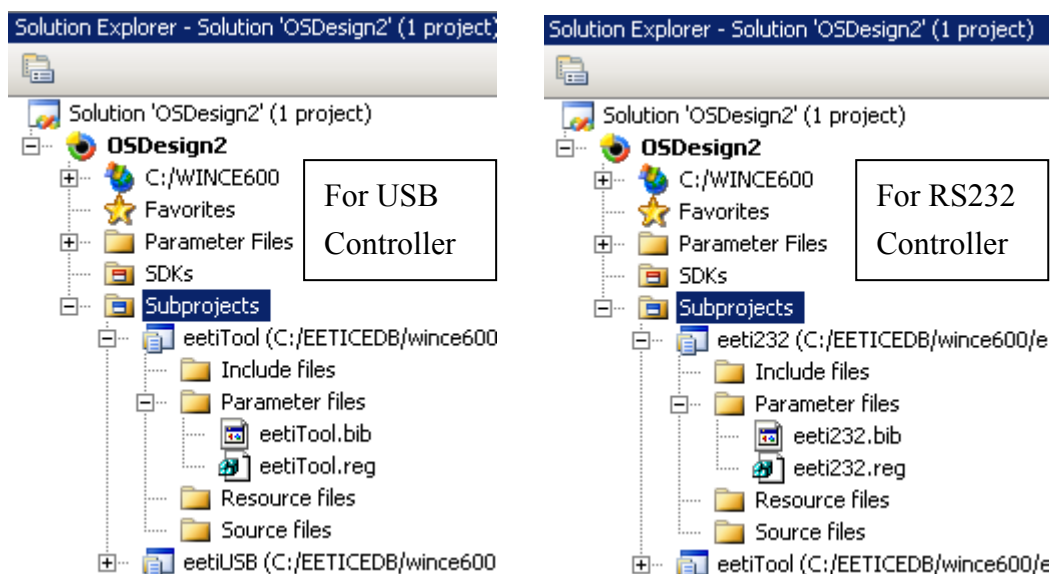 Solution Explorer - Solution 'OSDesign2' (1 project)
Solution 'OSDesign2' (1 project)
OSDesign2
C:/WINCE600
Favorites
Parameter Files
SDKs
Subprojects
eetiTool (C:/EETICEDB/wince600
Include files
Parameter files
eetiTool.bib
eetiTool.reg
Resource files
Source files
eetiUSB (C:/EETICEDB/wince600
For USB
Controller
Solution Explorer - Solution 'OSDesign2' (1 project)
Solution 'OSDesign2' (1 project)
OSDesign2
C:/WINCE600
Favorites
Parameter Files
SDKs
Subprojects
eeti232 (C:/EETICEDB/wince600/e
Include files
Parameter files
eeti232.bib
eeti232.reg
Resource files
Source files
eetiTool (C:/EETICEDB/wince600/e
For RS232
Controller